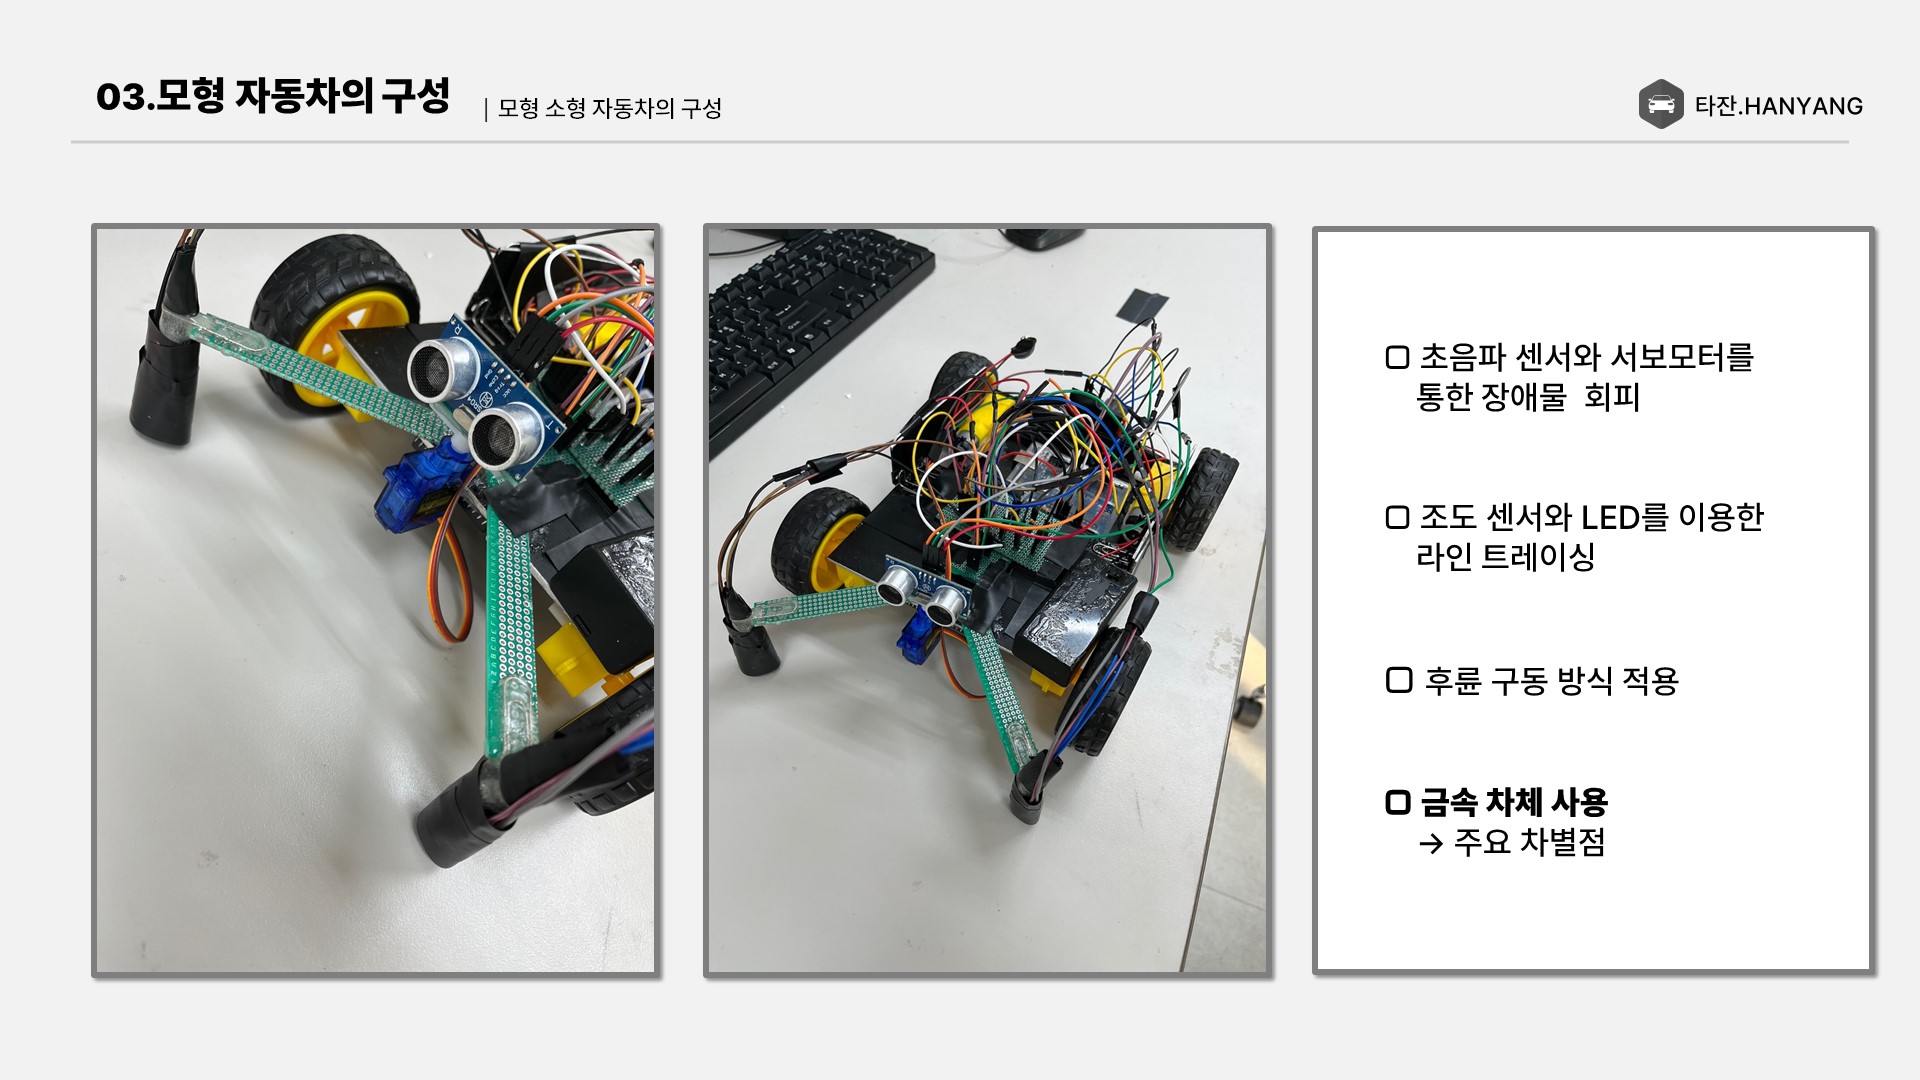 03.모형 자동차의 구성
| 모형 소형 자동차의 구성
타잔.HANYANG
초음파 센서와 서보모터를
통한 장애물 회피
조도 센서와 LED를 이용한
라인 트레이싱
후륜 구동 방식 적용
금속 차체 사용
→ 주요 차별점